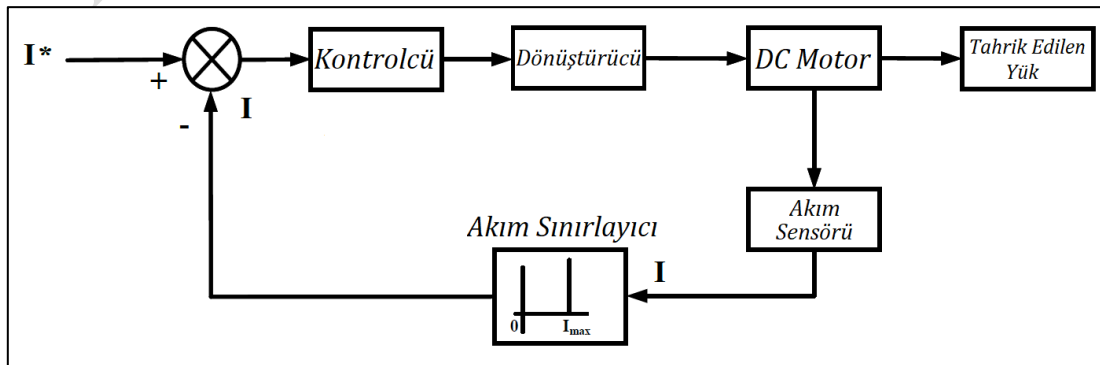 I*
+
-
I
Kontrolcü
Dönüştürücü
DC Motor
Tahrik Edilen
Yük
Akım
Sensörü
I
Akım Sınırlayıcı
0
Imax